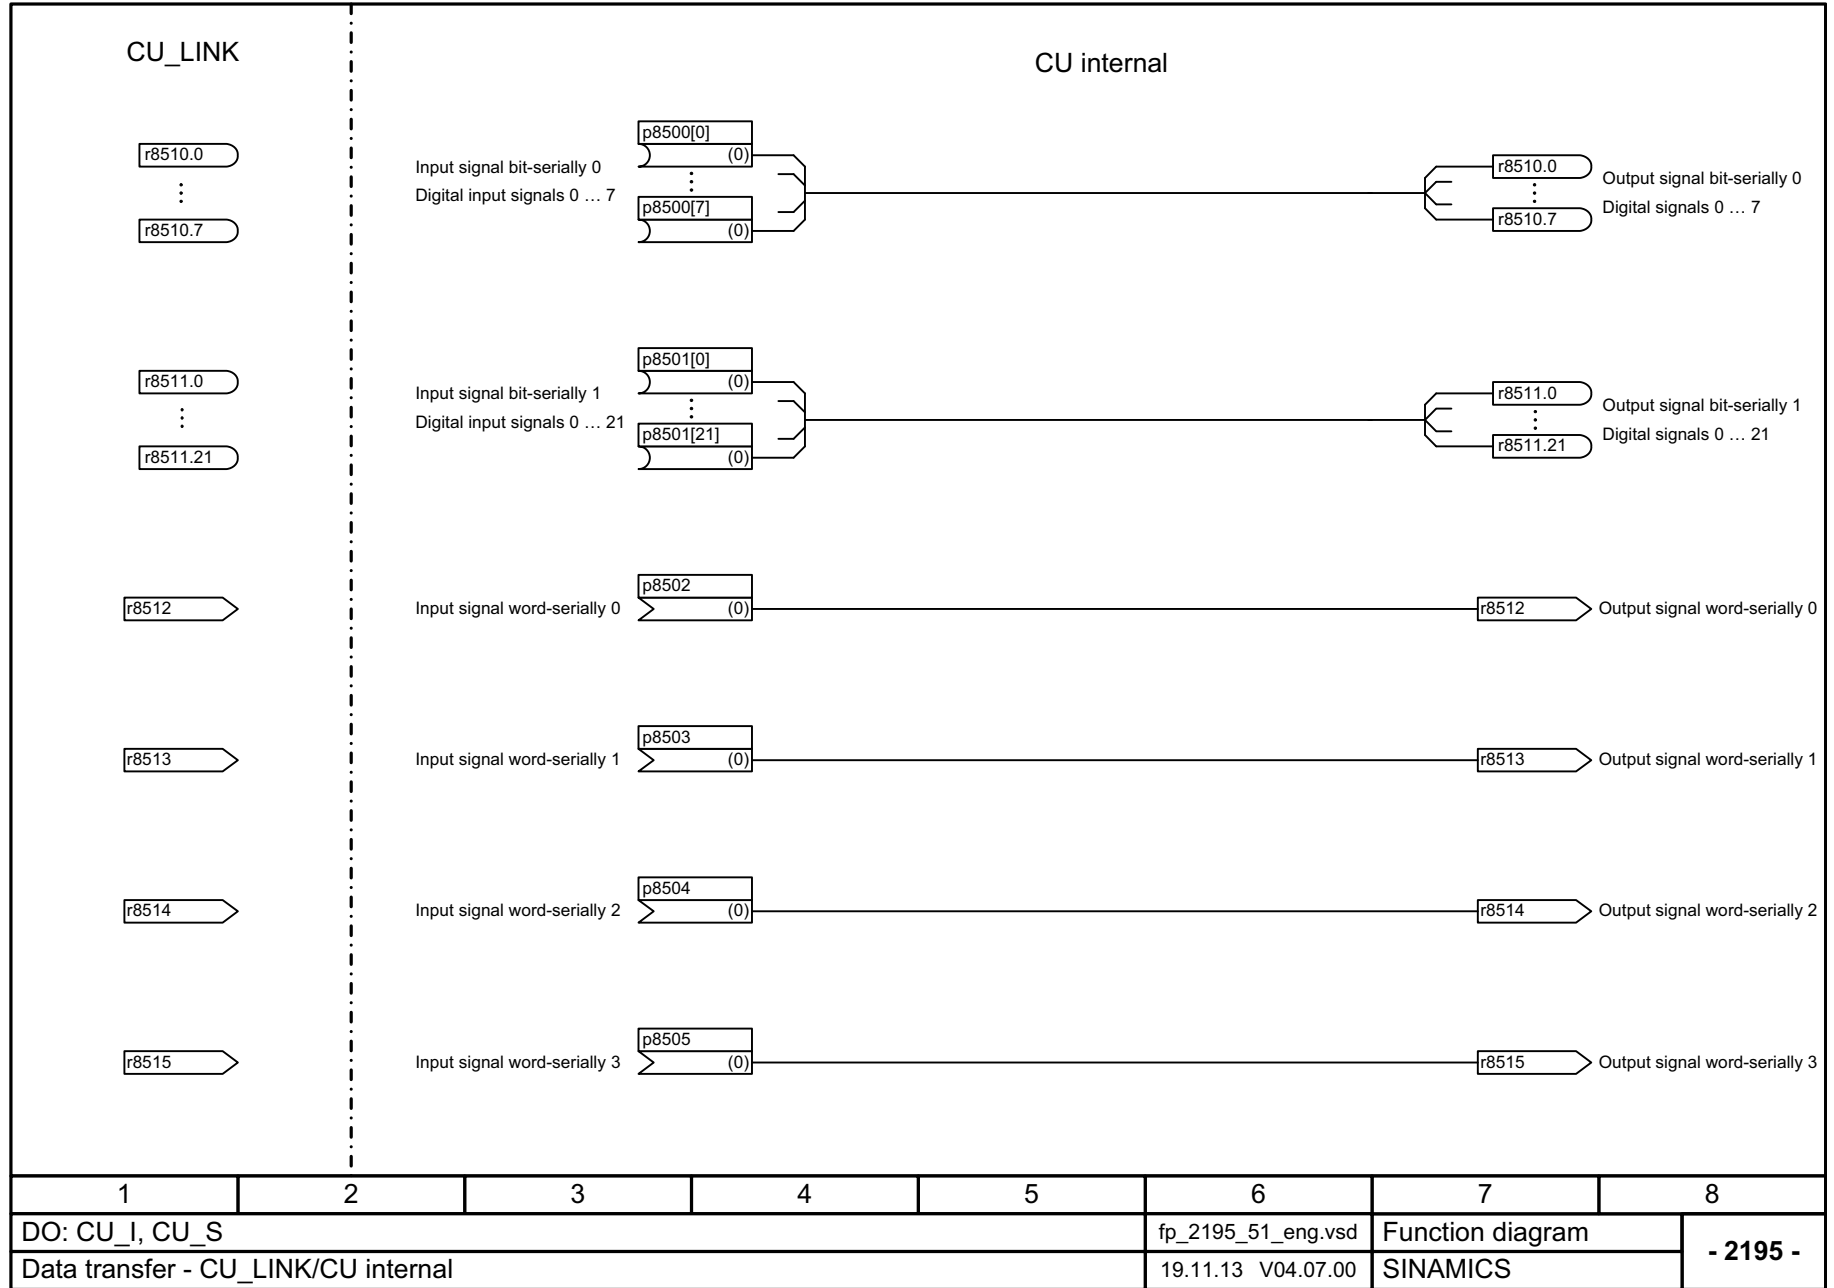 CU_LINK
CU internal
r8510.0
r8510.7
Input signal bit-serially 0
Digital input signals 0 … 7
p8500[0]
(0)
p8500[7]
(0)
r8510.0
r8510.7
Output signal bit-serially 0
Digital signals 0 … 7
r8511.0
r8511.21
Input signal bit-serially 1
Digital input signals 0 … 21
p8501[0]
(0)
p8501[21]
(0)
r8511.0
r8511.21
Output signal bit-serially 1
Digital signals 0 … 21
r8512
Input signal word-serially 0
p8502
(0)
r8512
Output signal word-serially 0
r8513
Input signal word-serially 1
p8503
(0)
r8513
Output signal word-serially 1
r8514
Input signal word-serially 2
p8504
(0)
r8514
Output signal word-serially 2
r8515
Input signal word-serially 3
p8505
(0)
r8515
Output signal word-serially 3
1 2 3 4 5 6 7 8
DO: CU_I, CU_S
fp_2195_51_eng.vsd
Function diagram
- 2195 -
Data transfer - CU_LINK/CU internal
19.11.13 V04.07.00
SINAMICS